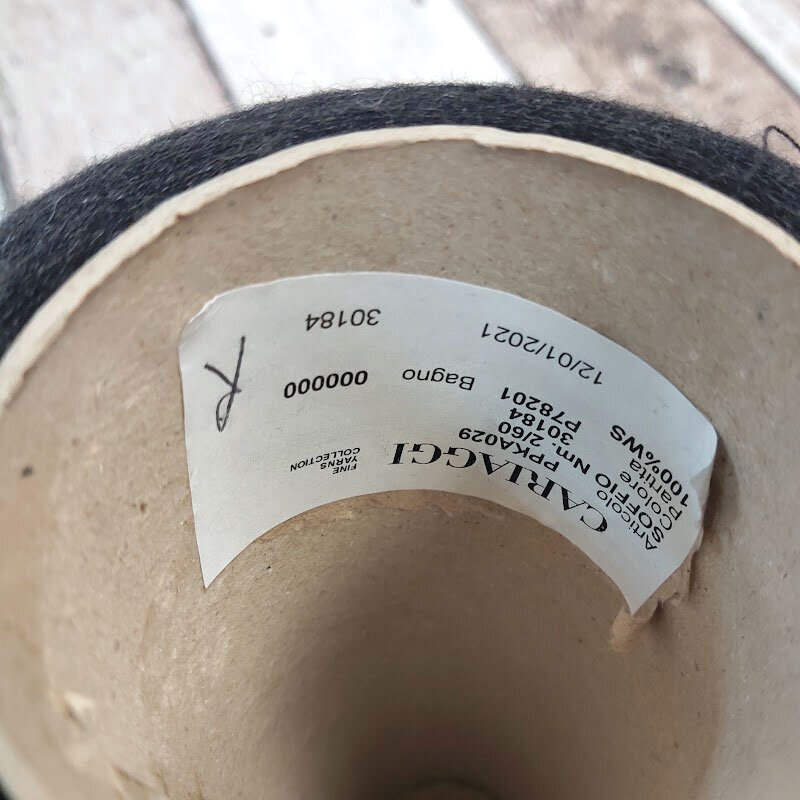 CARIAGGI
FINE
YARNS
COLLECTION
Articolo PPKA029
SOFFIO Nm. 2/60
Colore 30184
Partita P78201 Bagno 000000
100%WS
12/01/2021 30184
R